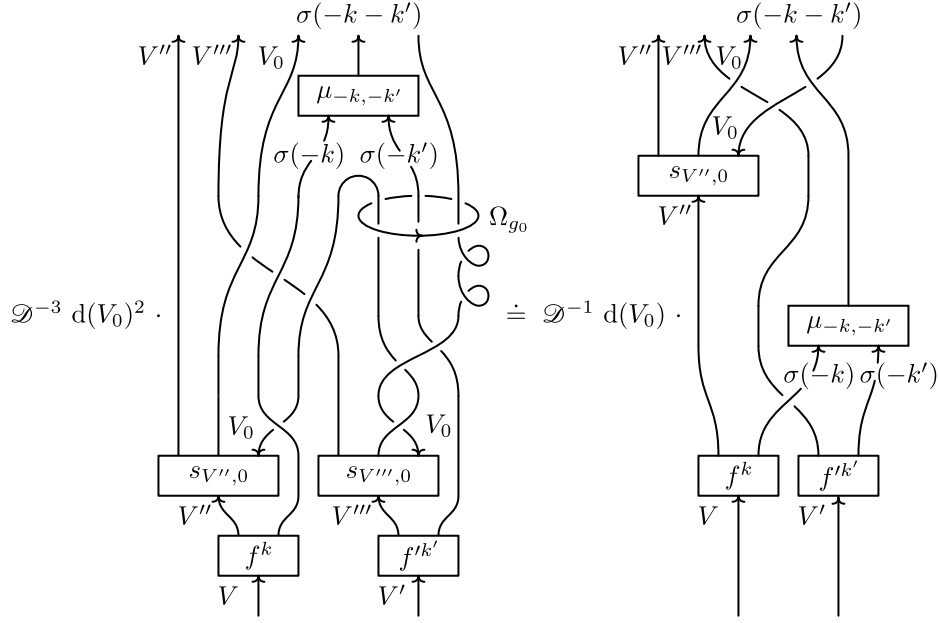 σ(−k − k′) σ(−k − k′)
V″ V‴ V₀ V″ V‴ V₀
μ₋ₖ,₋ₖ′
V₀
σ(−k) σ(−k′) s_{V″,0}
Ω_{g₀} V″
𝒟⁻³ d(V₀)² · ≐ 𝒟⁻¹ d(V₀) · μ₋ₖ,₋ₖ′
σ(−k) σ(−k′)
V₀ V₀
s_{V″,0} s_{V‴,0} fᵏ f′ᵏ′
V″ V‴ V V′
fᵏ f′ᵏ′
V V′